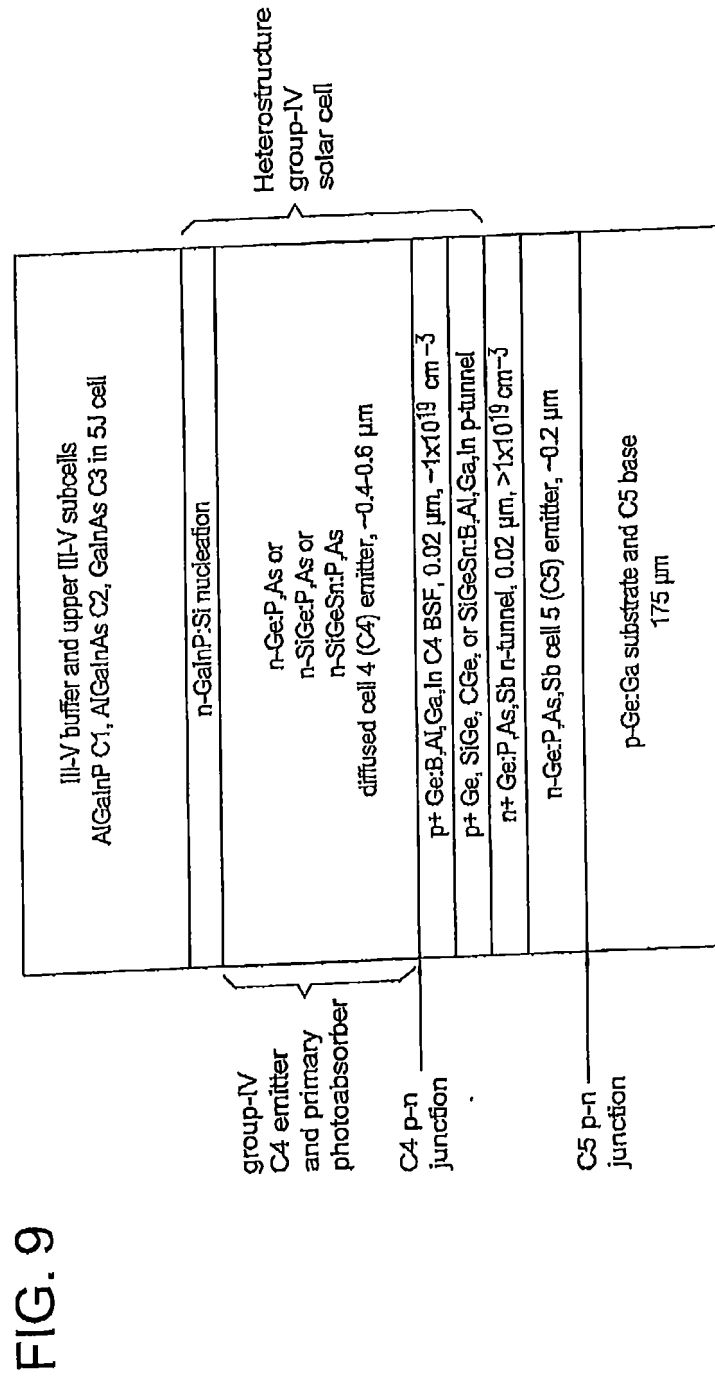 FIG. 9
III-V buffer and upper III-V subcells
AlGaInP C1, AlGaInAs C2, GaInAs C3 in 5J cell
n-GaInP:Si nucleation
n-Ge:P,As or
n-SiGe:P,As or
n-SiGeSn:P,As
diffused cell 4 (C4) emitter, ~0.4-0.6 µm
p+ Ge:B,Al,Ga,In C4 BSF, 0.02 µm, ~1x10¹⁹ cm-3
p+ Ge, SiGe, CGe, or SiGeSn:B,Al,Ga,In p-tunnel
n+ Ge:P,As,Sb n-tunnel, 0.02 µm, >1x10¹⁹ cm-3
n-Ge:P,As,Sb cell 5 (C5) emitter, ~0.2 µm
p-Ge:Ga substrate and C5 base
175 µm
group-IV
C4 emitter
and primary
photoabsorber
C4 p-n
junction
C5 p-n
junction
Heterostructure
group-IV
solar cell